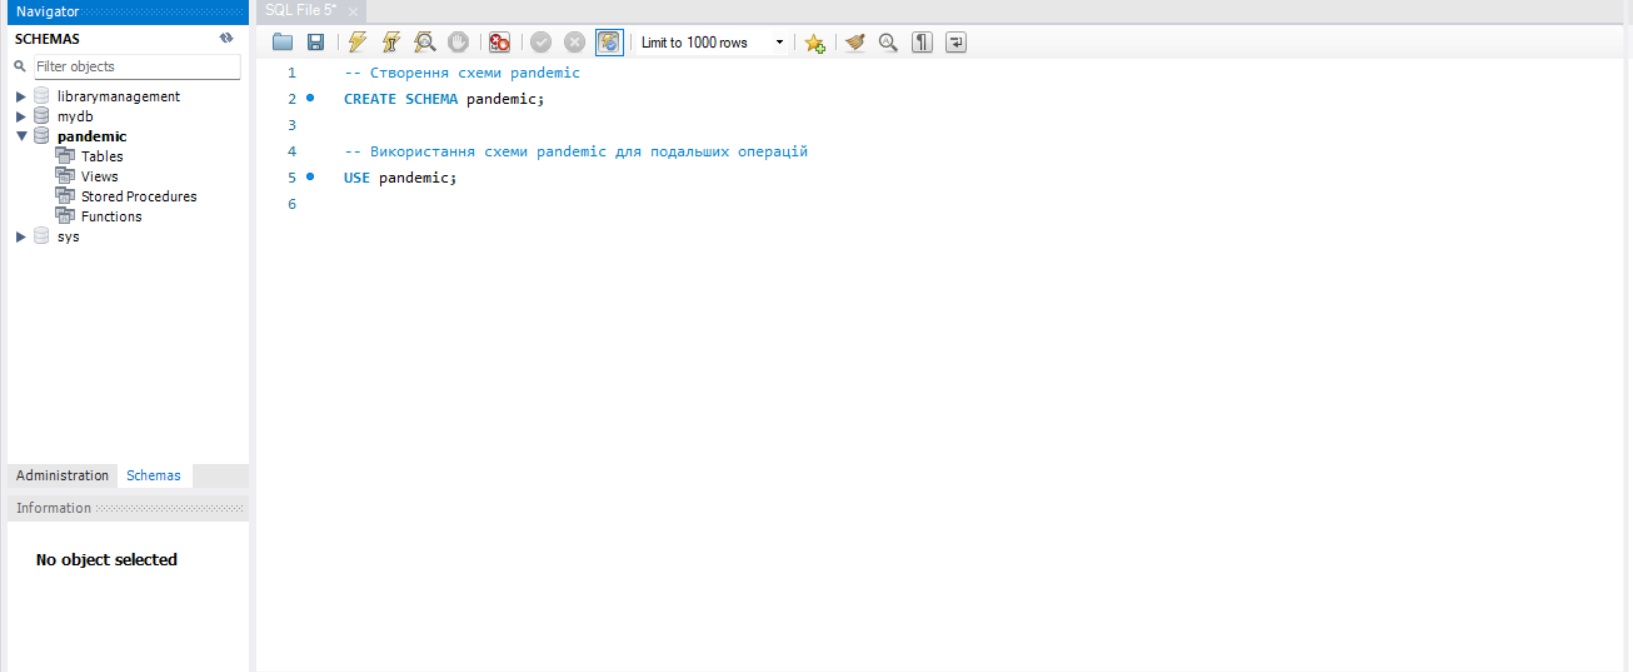 Navigator
SCHEMAS
Filter objects
librarymanagement
mydb
pandemic
Tables
Views
Stored Procedures
Functions
sys
Administration Schemas
Information
No object selected
SQL File 5*
Limit to 1000 rows
1 -- Створення схеми pandemic
2 CREATE SCHEMA pandemic;
3
4 -- Використання схеми pandemic для подальших операцій
5 USE pandemic;
6